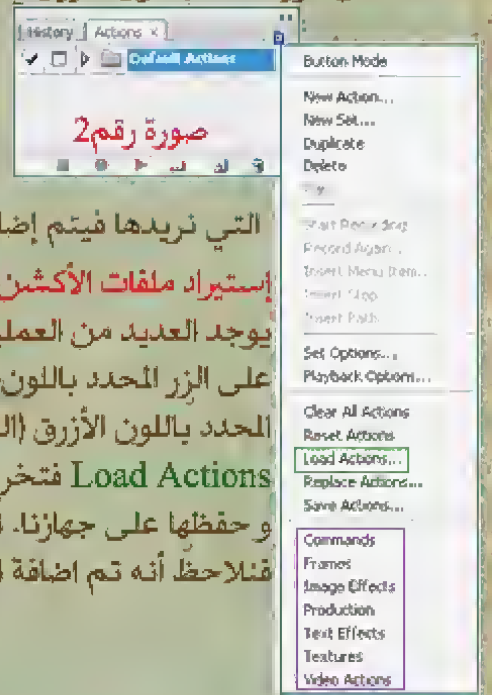 History
Actions ×
Default Actions
صورة رقم2
Button Mode
New Action...
New Set...
Duplicate
Delete
Play
Start Recording
Record Again...
Insert Menu Item...
Insert Stop
Insert Path
Set Options...
Playback Options...
Clear All Actions
Reset Actions
Load Actions...
Replace Actions...
Save Actions...
Commands
Frames
Image Effects
Production
Text Effects
Textures
Video Actions
التي نريدها فيتم إضا
إستيراد ملفات الأكشن
يوجد العديد من العملي
على الزر المحدد باللون
المحدد باللون الأزرق (ال
Load Actions فتخر
و حفظها على جهازنا.
فنلاحظ أنه تم اضافة